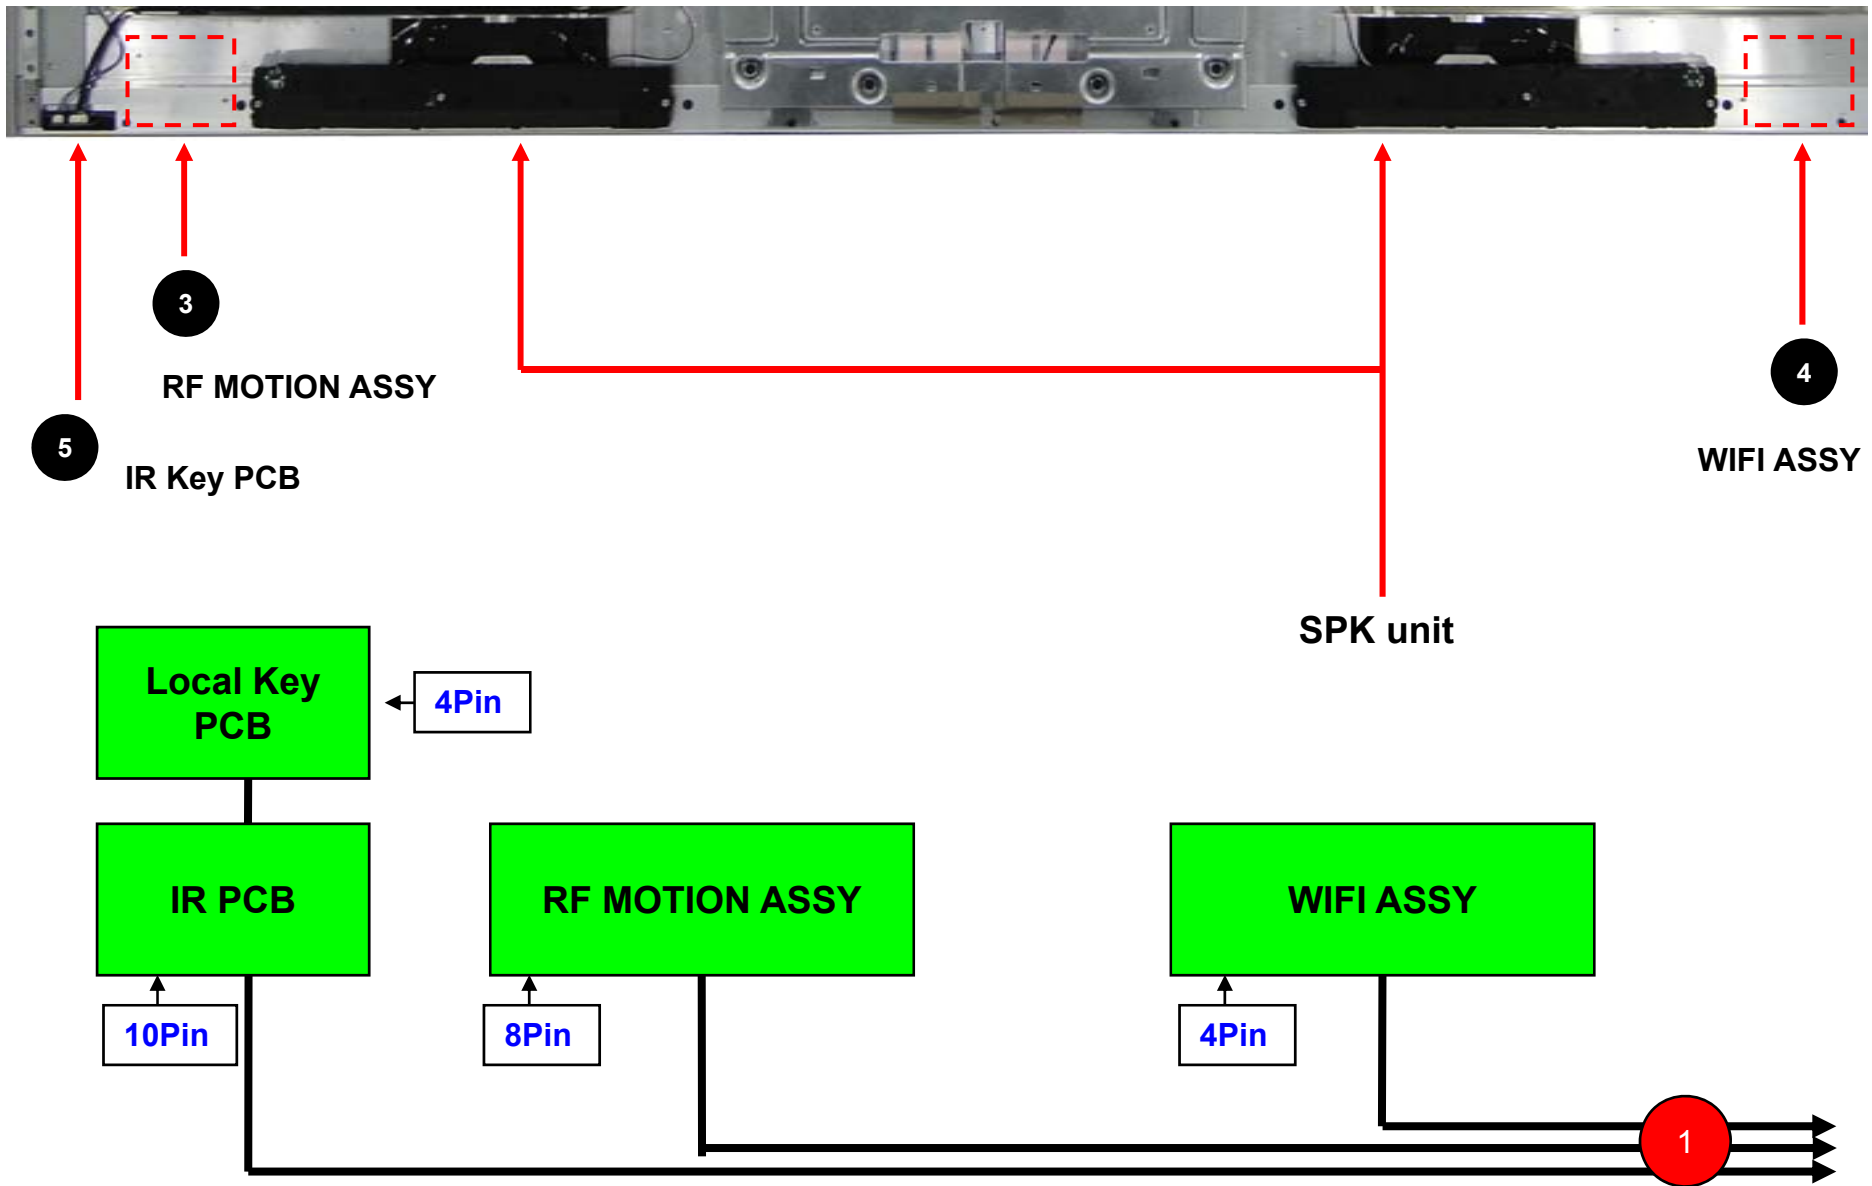 3
RF MOTION ASSY
5
IR Key PCB
4
WIFI ASSY
SPK unit
Local Key
PCB
4Pin
IR PCB
RF MOTION ASSY
WIFI ASSY
10Pin
8Pin
4Pin
1